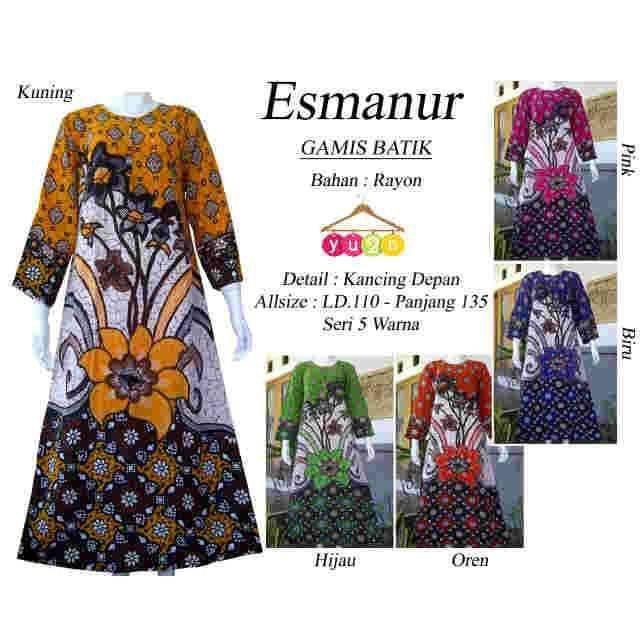 Kuning
Esmanur
GAMIS BATIK
Bahan : Rayon
yuan
Detail : Kancing Depan
Allsize : LD.110 - Panjang 135
Seri 5 Warna
Pink
Biru
Hijau
Oren